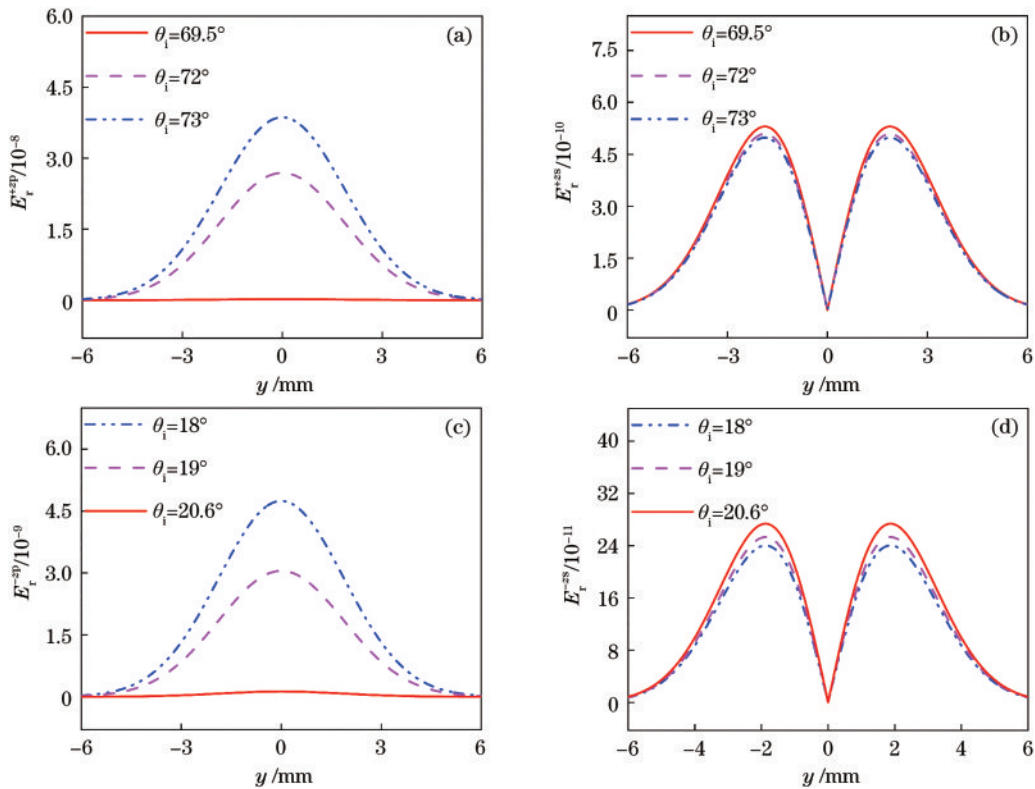 6.0
4.5
3.0
1.5
0
θᵢ=69.5°
θᵢ=72°
θᵢ=73°
(a)
Eᵣ⁺²ᵖ/10⁻⁸
−6 −3 0 3 6
y /mm
7.5
6.0
4.5
3.0
1.5
0
θᵢ=69.5°
θᵢ=72°
θᵢ=73°
(b)
Eᵣ⁺²ˢ/10⁻¹⁰
−6 −3 0 3 6
y /mm
6.0
4.5
3.0
1.5
0
θᵢ=18°
θᵢ=19°
θᵢ=20.6°
(c)
Eᵣ⁻²ᵖ/10⁻⁹
−6 −3 0 3 6
y /mm
40
32
24
16
8
0
θᵢ=18°
θᵢ=19°
θᵢ=20.6°
(d)
Eᵣ⁻²ˢ/10⁻¹¹
−6 −4 −2 0 2 4 6
y /mm